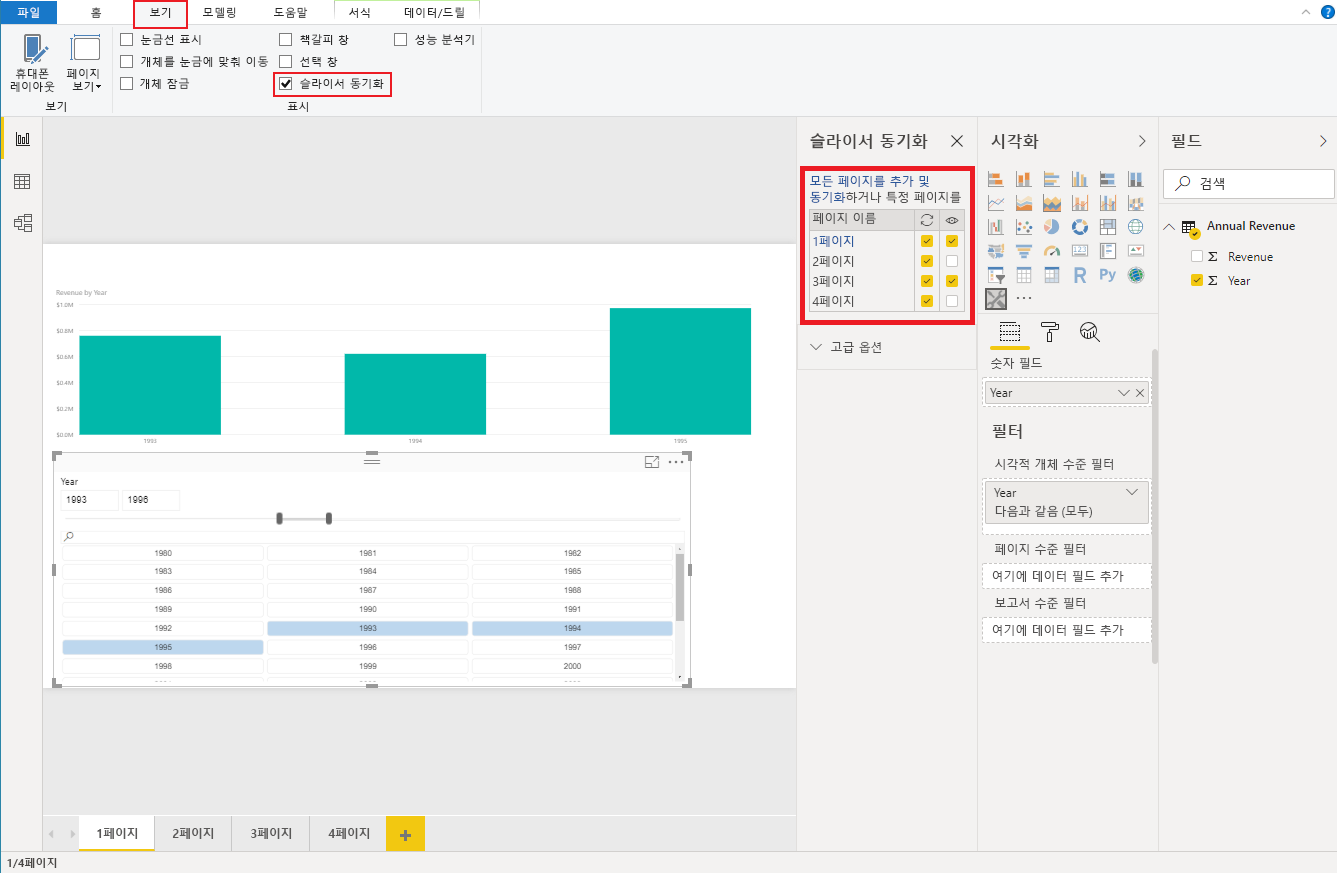 파일
홈
보기
모델링
도움말
서식
데이터/드릴
휴대폰
레이아웃
페이지
보기
눈금선 표시
개체를 눈금에 맞춰 이동
개체 잠금
책갈피 창
선택 창
슬라이서 동기화
성능 분석기
보기
표시
Revenue by Year
$1.0M
$0.8M
$0.6M
$0.4M
$0.2M
$0.0M
1993
1994
1995
Year
1993
1996
1980
1981
1982
1983
1984
1985
1986
1987
1988
1989
1990
1991
1992
1993
1994
1995
1996
1997
1998
1999
2000
슬라이서 동기화
모든 페이지를 추가 및
동기화하거나 특정 페이지를
페이지 이름
1페이지
2페이지
3페이지
4페이지
고급 옵션
시각화
123
R
Py
숫자 필드
Year
필터
시각적 개체 수준 필터
Year
다음과 같음 (모두)
페이지 수준 필터
여기에 데이터 필드 추가
보고서 수준 필터
여기에 데이터 필드 추가
필드
검색
Annual Revenue
Revenue
Year
1페이지
2페이지
3페이지
4페이지
1/4페이지